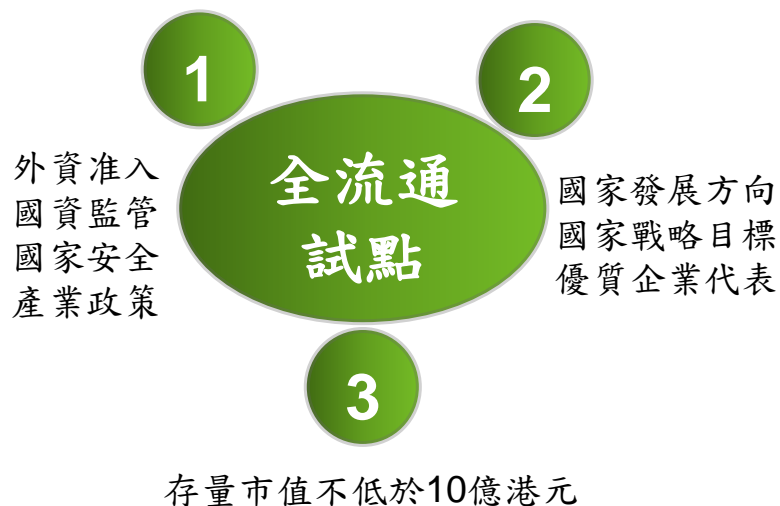 1
2
全流通
試點
外資准入
國資監管
國家安全
產業政策
國家發展方向
國家戰略目標
優質企業代表
3
存量市值不低於10億港元